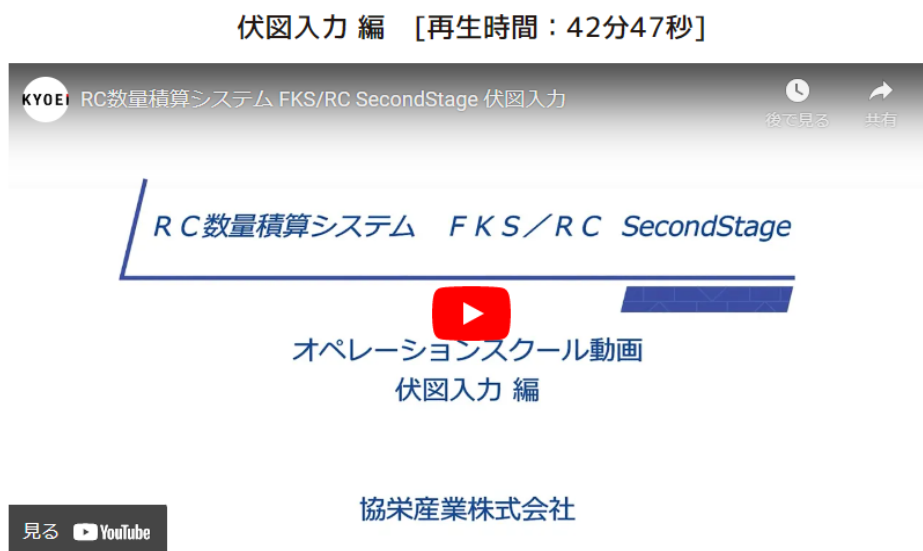 伏図入力 編 [再生時間:42分47秒]
KYOEI RC数量積算システム FKS/RC SecondStage 伏図入力
後で見る 共有
RC数量積算システム FKS/RC SecondStage
オペレーションスクール動画
伏図入力 編
協栄産業株式会社
見る YouTube